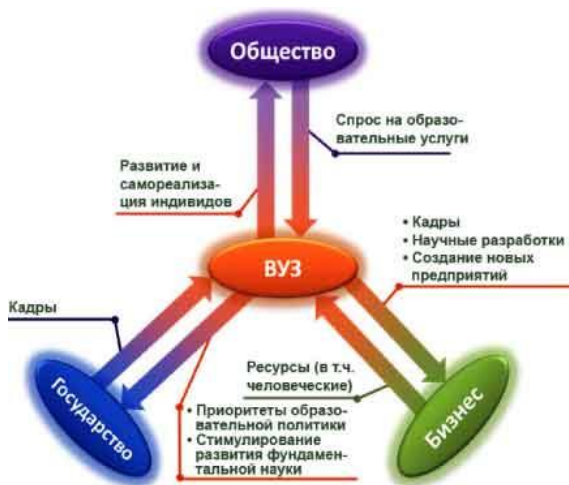 Общество
Спрос на образо-
вательные услуги
Развитие и
самореализа-
ция индивидов
ВУЗ
• Кадры
• Научные разработки
• Создание новых
предприятий
Кадры
Государство
Ресурсы (в т.ч.
человеческие)
• Приоритеты образо-
вательной политики
• Стимулирование
развития фундамен-
тальной науки
Бизнес